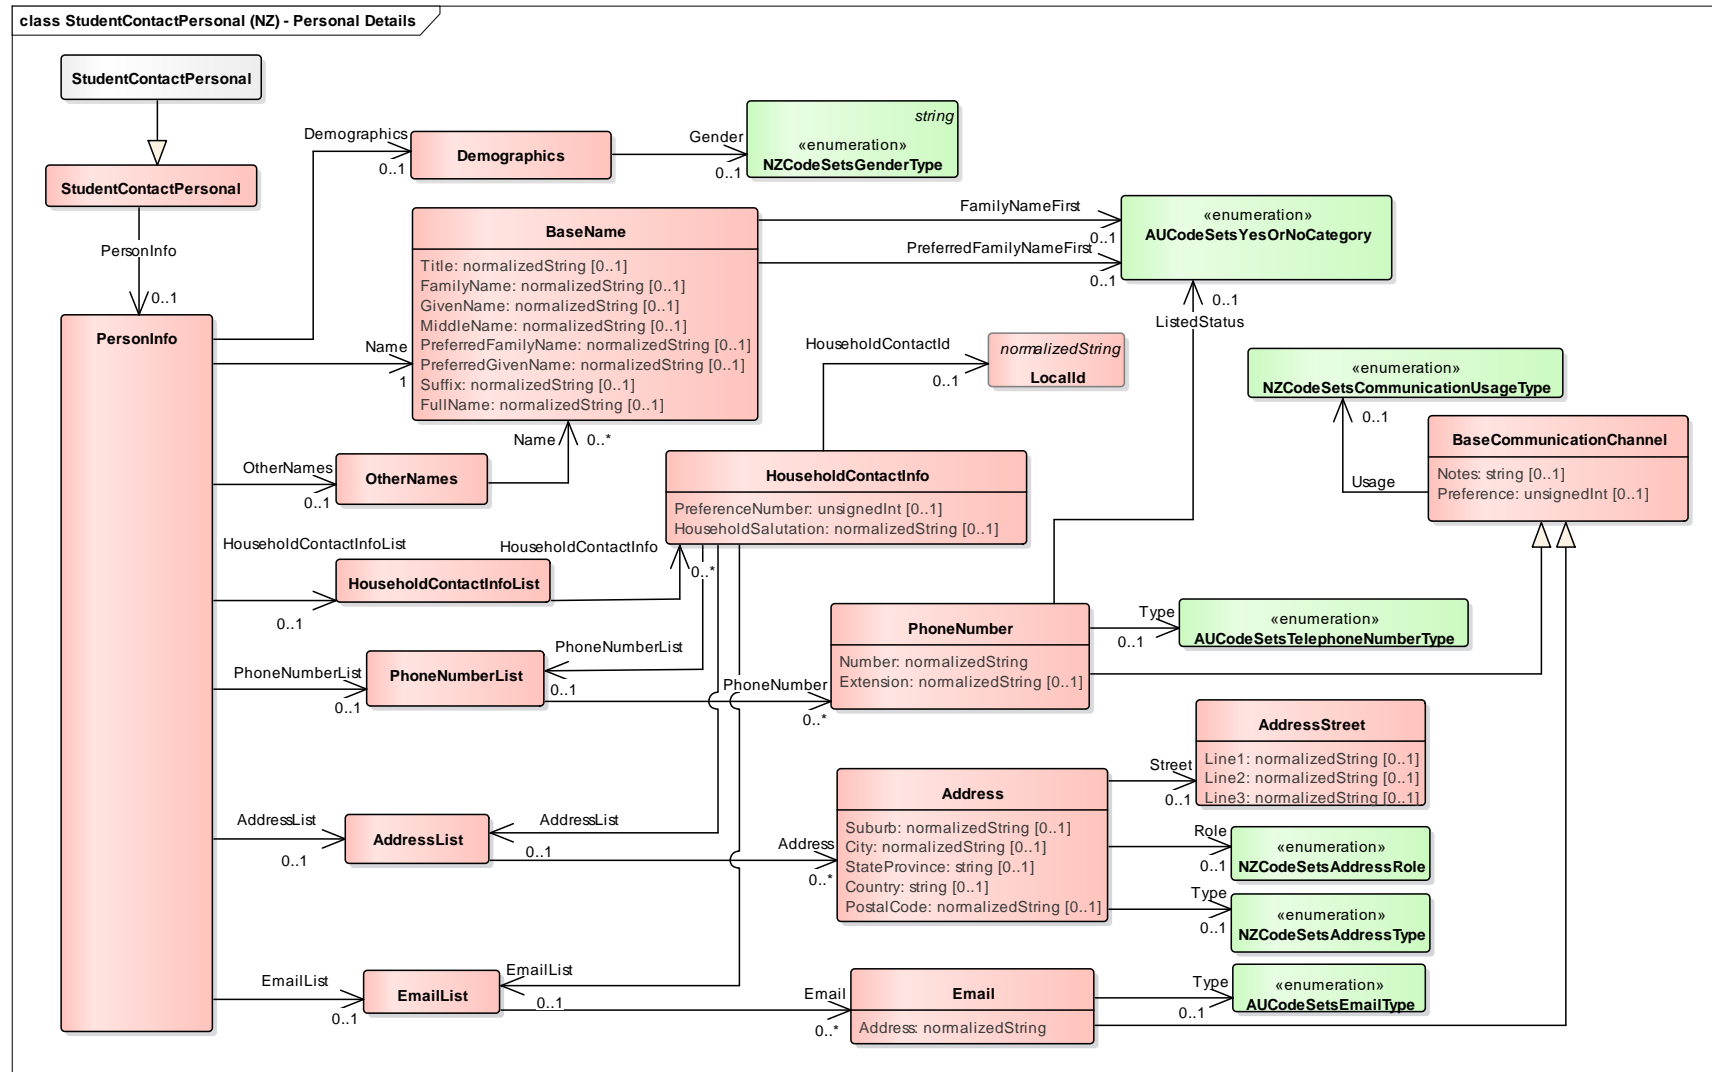 class StudentContactPersonal (NZ) - Personal Details
StudentContactPersonal
StudentContactPersonal
PersonInfo
0..1
PersonInfo
Demographics
0..1
Demographics
Gender
0..1
string
«enumeration»
NZCodeSetsGenderType
Name
1
BaseName
Title: normalizedString [0..1]
FamilyName: normalizedString [0..1]
GivenName: normalizedString [0..1]
MiddleName: normalizedString [0..1]
PreferredFamilyName: normalizedString [0..1]
PreferredGivenName: normalizedString [0..1]
Suffix: normalizedString [0..1]
FullName: normalizedString [0..1]
FamilyNameFirst
0..1
PreferredFamilyNameFirst
0..1
«enumeration»
AUCodeSetsYesOrNoCategory
0..1
ListedStatus
HouseholdContactId
0..1
normalizedString
LocalId
«enumeration»
NZCodeSetsCommunicationUsageType
0..1
Usage
BaseCommunicationChannel
Notes: string [0..1]
Preference: unsignedInt [0..1]
Name
0..*
OtherNames
0..1
OtherNames
HouseholdContactInfo
PreferenceNumber: unsignedInt [0..1]
HouseholdSalutation: normalizedString [0..1]
HouseholdContactInfoList
0..1
HouseholdContactInfoList
HouseholdContactInfo
0..*
PhoneNumberList
0..1
PhoneNumberList
PhoneNumberList
0..1
PhoneNumber
0..*
PhoneNumber
Number: normalizedString
Extension: normalizedString [0..1]
Type
0..1
«enumeration»
AUCodeSetsTelephoneNumberType
AddressList
0..1
AddressList
AddressList
0..1
Address
0..*
Address
Suburb: normalizedString [0..1]
City: normalizedString [0..1]
StateProvince: string [0..1]
Country: string [0..1]
PostalCode: normalizedString [0..1]
Street
0..1
AddressStreet
Line1: normalizedString [0..1]
Line2: normalizedString [0..1]
Line3: normalizedString [0..1]
Role
0..1
«enumeration»
NZCodeSetsAddressRole
Type
0..1
«enumeration»
NZCodeSetsAddressType
EmailList
0..1
EmailList
EmailList
0..1
Email
0..*
Email
Address: normalizedString
Type
0..1
«enumeration»
AUCodeSetsEmailType